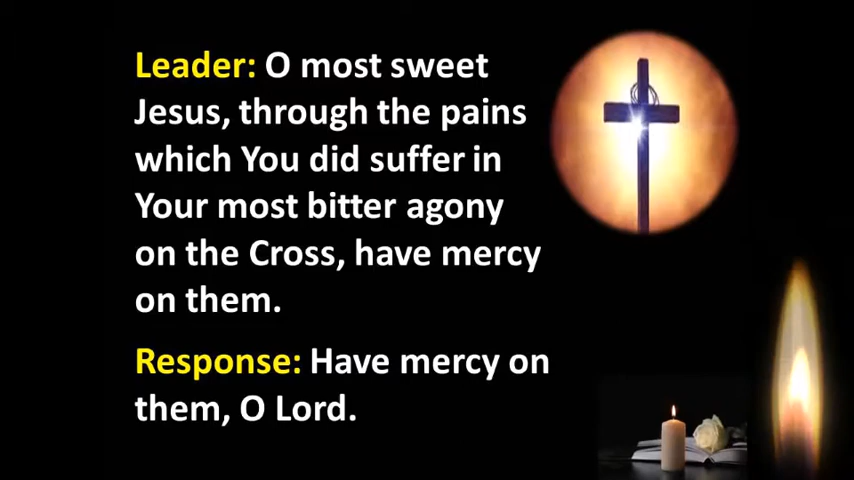 Leader: O most sweet
Jesus, through the pains
which You did suffer in
Your most bitter agony
on the Cross, have mercy
on them.
Response: Have mercy on
them, O Lord.